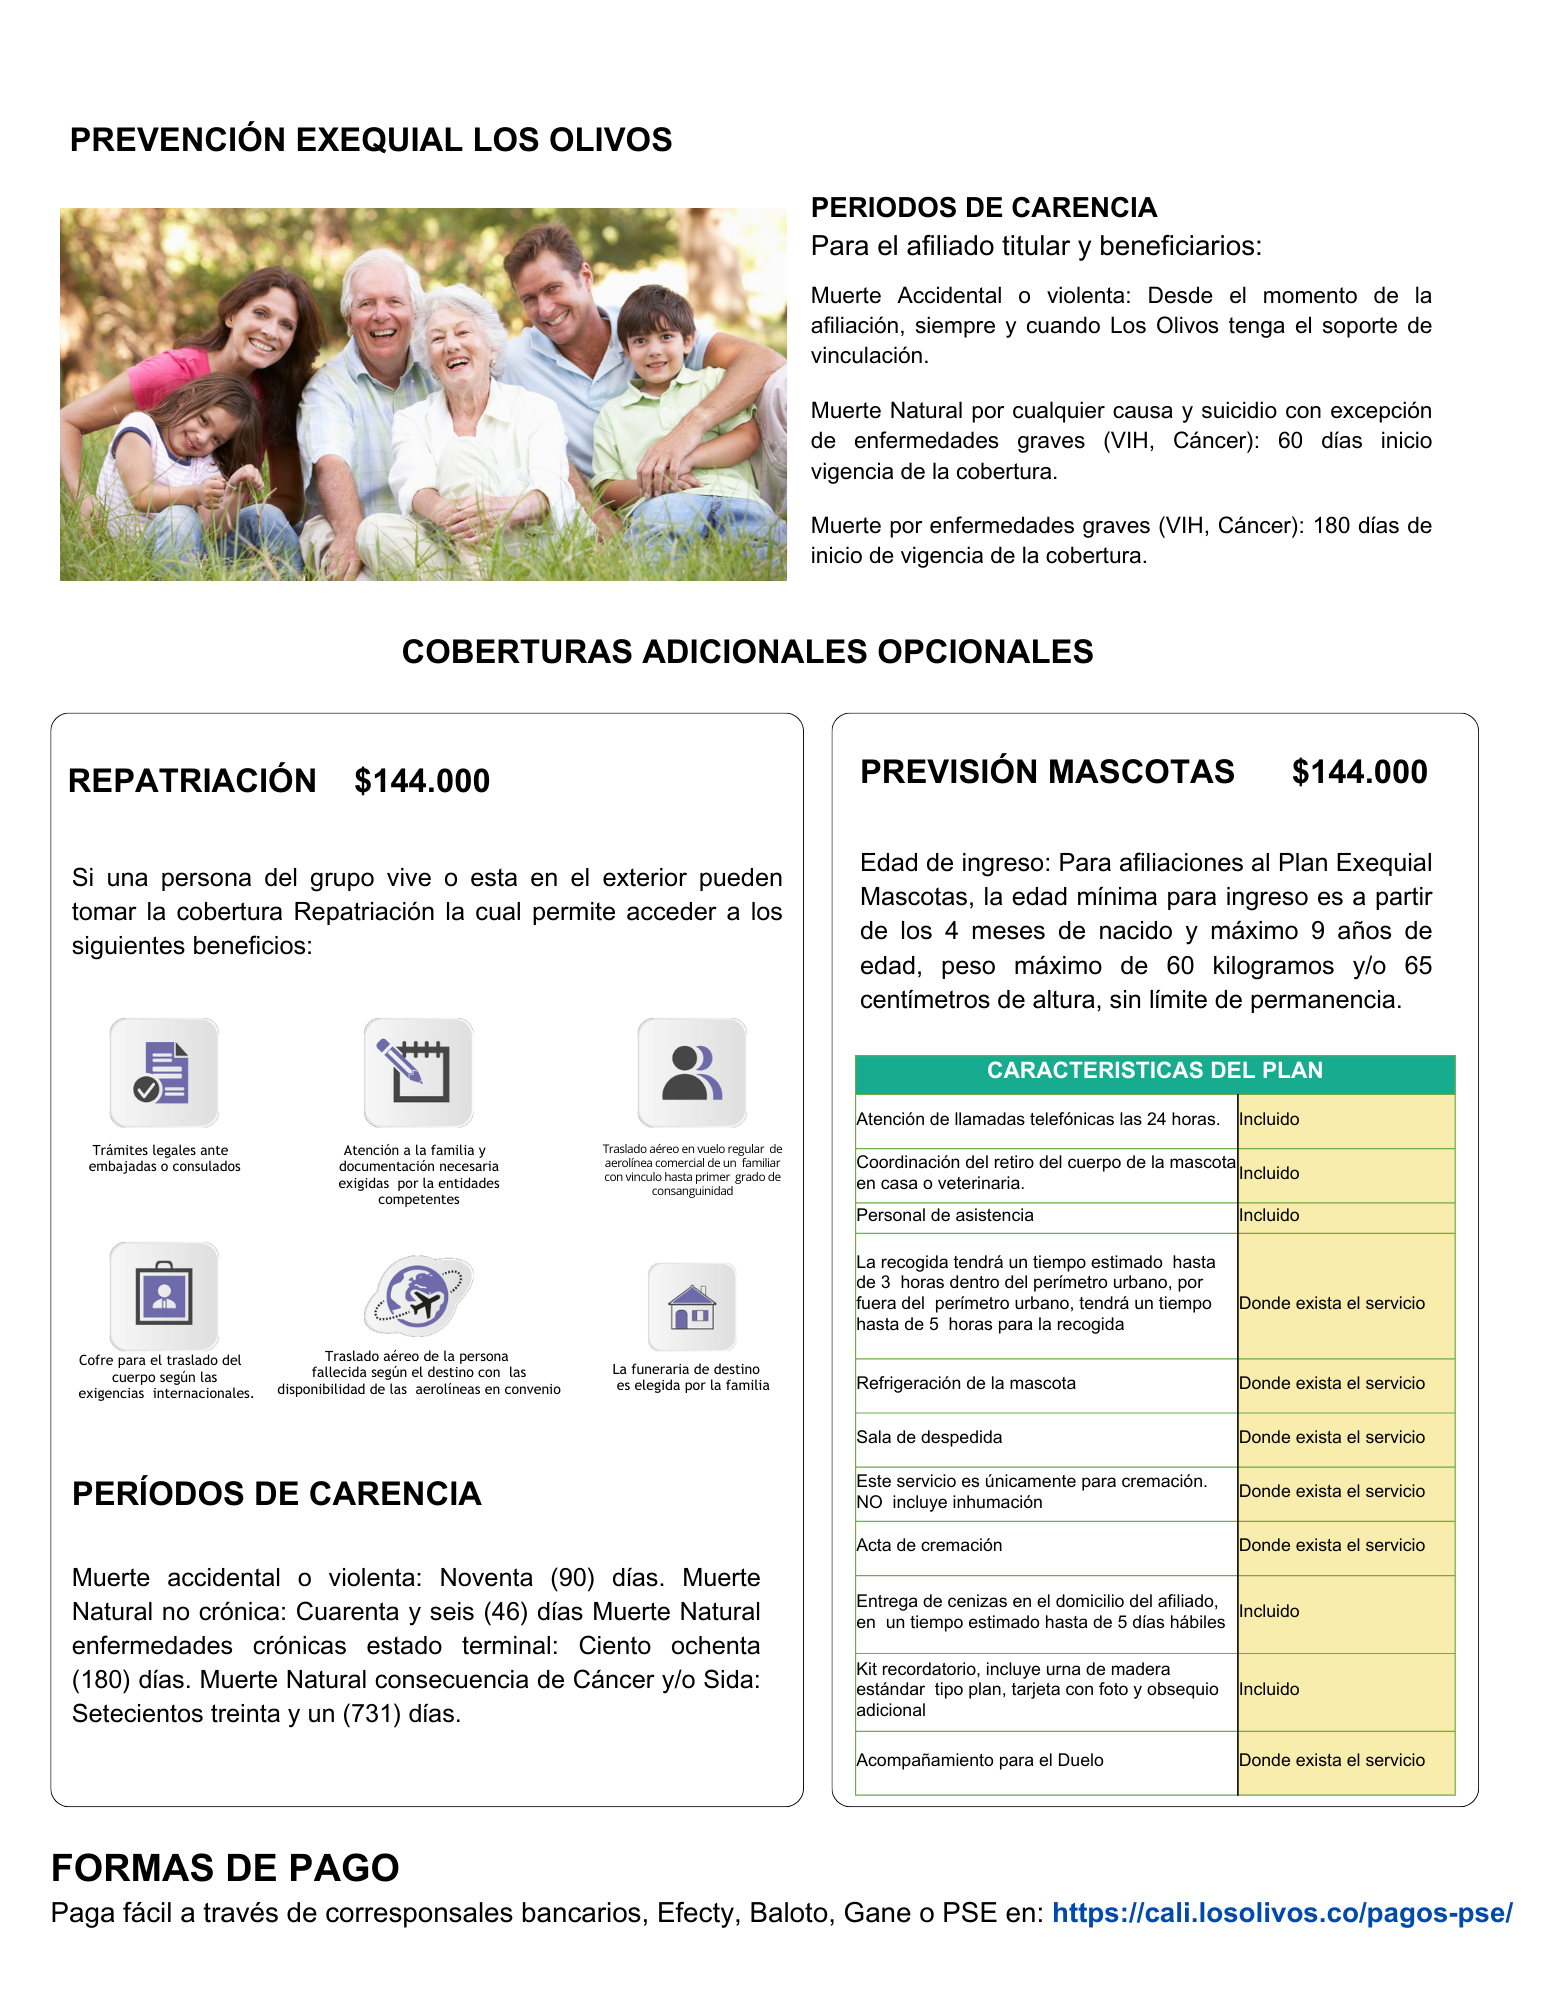 PREVENCIÓN EXEQUIAL LOS OLIVOS
PERIODOS DE CARENCIA
Para el afiliado titular y beneficiarios:
Muerte Accidental o violenta: Desde el momento de la
afiliación, siempre y cuando Los Olivos tenga el soporte de
vinculación.
Muerte Natural por cualquier causa y suicidio con excepción
de enfermedades graves (VIH, Cáncer): 60 días inicio
vigencia de la cobertura.
Muerte por enfermedades graves (VIH, Cáncer): 180 días de
inicio de vigencia de la cobertura.
COBERTURAS ADICIONALES OPCIONALES
REPATRIACIÓN $144.000
Si una persona del grupo vive o esta en el exterior pueden
tomar la cobertura Repatriación la cual permite acceder a los
siguientes beneficios:
Trámites legales ante
embajadas o consulados
Atención a la familia y
documentación necesaria
exigidas por la entidades
competentes
Traslado aéreo en vuelo regular de
aerolínea comercial de un familiar
con vinculo hasta primer grado de
consanguinidad
Cofre para el traslado del
cuerpo según las
exigencias internacionales.
Traslado aéreo de la persona
fallecida según el destino con las
disponibilidad de las aerolíneas en convenio
La funeraria de destino
es elegida por la familia
PERÍODOS DE CARENCIA
Muerte accidental o violenta: Noventa (90) días. Muerte
Natural no crónica: Cuarenta y seis (46) días Muerte Natural
enfermedades crónicas estado terminal: Ciento ochenta
(180) días. Muerte Natural consecuencia de Cáncer y/o Sida:
Setecientos treinta y un (731) días.
PREVISIÓN MASCOTAS $144.000
Edad de ingreso: Para afiliaciones al Plan Exequial
Mascotas, la edad mínima para ingreso es a partir
de los 4 meses de nacido y máximo 9 años de
edad, peso máximo de 60 kilogramos y/o 65
centímetros de altura, sin límite de permanencia.
CARACTERISTICAS DEL PLAN
Atención de llamadas telefónicas las 24 horas. Incluido
Coordinación del retiro del cuerpo de la mascota
en casa o veterinaria. Incluido
Personal de asistencia Incluido
La recogida tendrá un tiempo estimado hasta
de 3 horas dentro del perímetro urbano, por
fuera del perímetro urbano, tendrá un tiempo
hasta de 5 horas para la recogida Donde exista el servicio
Refrigeración de la mascota Donde exista el servicio
Sala de despedida Donde exista el servicio
Este servicio es únicamente para cremación.
NO incluye inhumación Donde exista el servicio
Acta de cremación Donde exista el servicio
Entrega de cenizas en el domicilio del afiliado,
en un tiempo estimado hasta de 5 días hábiles Incluido
Kit recordatorio, incluye urna de madera
estándar tipo plan, tarjeta con foto y obsequio
adicional Incluido
Acompañamiento para el Duelo Donde exista el servicio
FORMAS DE PAGO
Paga fácil a través de corresponsales bancarios, Efecty, Baloto, Gane o PSE en: https://cali.losolivos.co/pagos-pse/